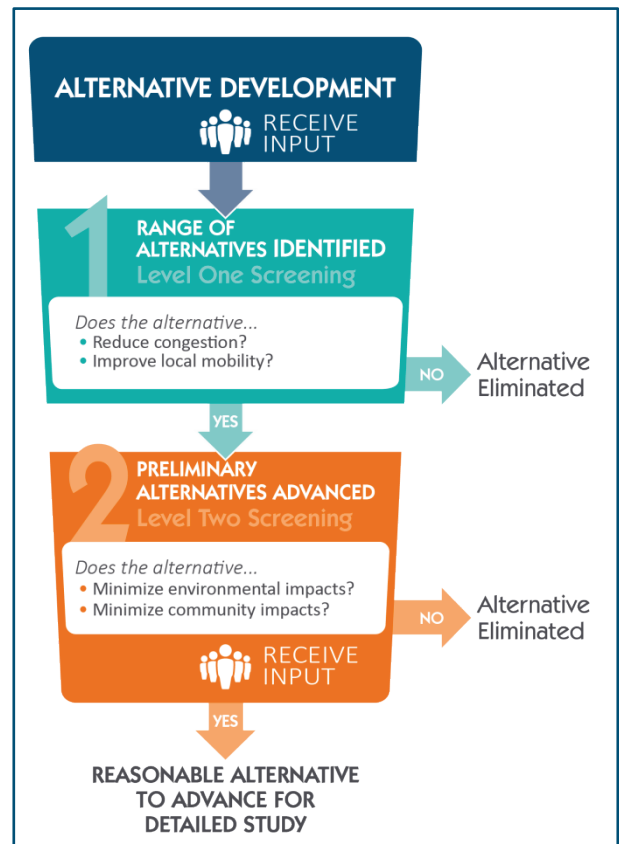 ALTERNATIVE DEVELOPMENT
RECEIVE
INPUT
1
RANGE OF
ALTERNATIVES IDENTIFIED
Level One Screening
Does the alternative...
• Reduce congestion?
• Improve local mobility?
NO
Alternative
Eliminated
YES
2
PRELIMINARY
ALTERNATIVES ADVANCED
Level Two Screening
Does the alternative...
• Minimize environmental impacts?
• Minimize community impacts?
NO
Alternative
Eliminated
RECEIVE
INPUT
YES
REASONABLE ALTERNATIVE
TO ADVANCE FOR
DETAILED STUDY